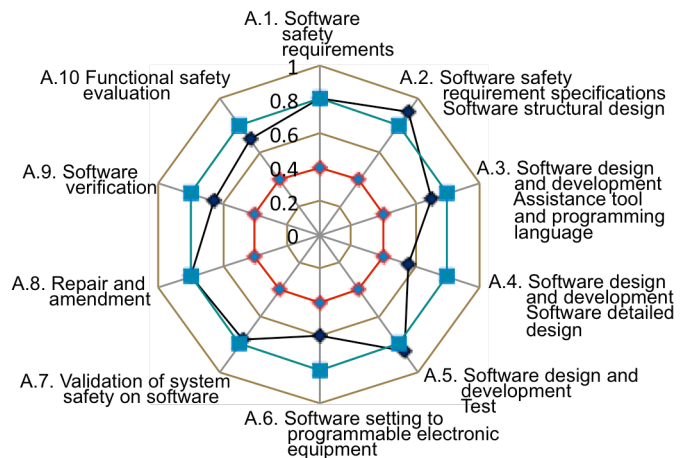 A.1. Software
safety
requirements
1
0.8
0.6
0.4
0.2
0
A.2. Software safety
requirement specifications
Software structural design
A.3. Software design
and development
Assistance tool
and programming
language
A.4. Software design
and development
Software detailed
design
A.5. Software design and
development
Test
A.6. Software setting to
programmable electronic
equipment
A.7. Validation of system
safety on software
A.8. Repair and
amendment
A.9. Software
verification
A.10 Functional safety
evaluation